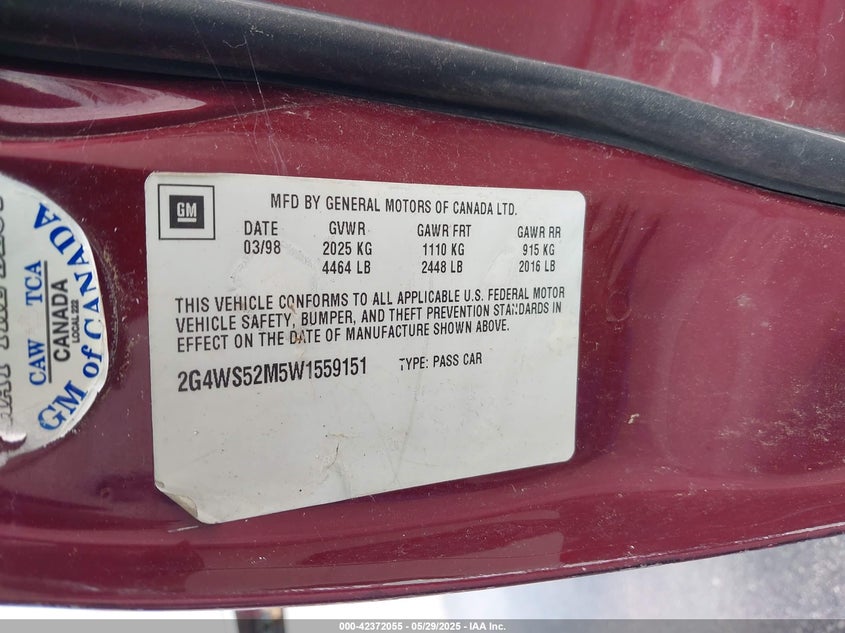 GM
MFD BY GENERAL MOTORS OF CANADA LTD.
DATE GVWR GAWR FRT GAWR RR
03/98 2025 KG 1110 KG 915 KG
4464 LB 2448 LB 2016 LB
THIS VEHICLE CONFORMS TO ALL APPLICABLE U.S. FEDERAL MOTOR
VEHICLE SAFETY, BUMPER, AND THEFT PREVENTION STANDARDS IN
EFFECT ON THE DATE OF MANUFACTURE SHOWN ABOVE.
2G4WS52M5W1559151 TYPE: PASS CAR
CAW TCA
CANADA
LOCAL 222
GM of CANADA
000-42372055 - 05/29/2025 - IAA Inc.